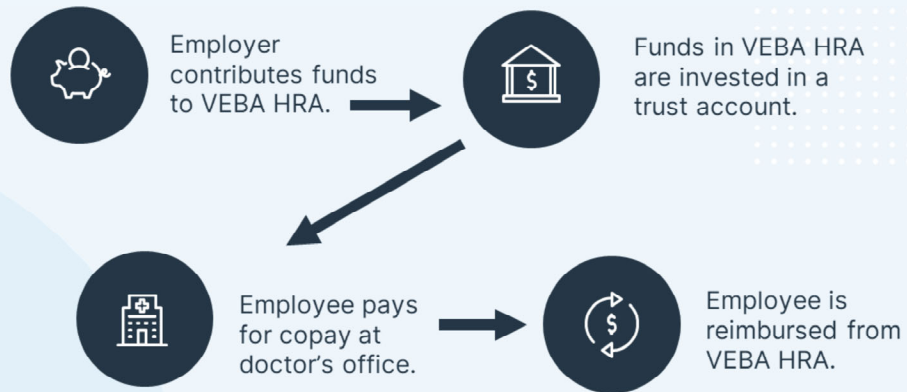 Employer
contributes funds
to VEBA HRA.
$
Funds in VEBA HRA
are invested in a
trust account.
Employee pays
for copay at
doctor's office.
$
Employee is
reimbursed from
VEBA HRA.